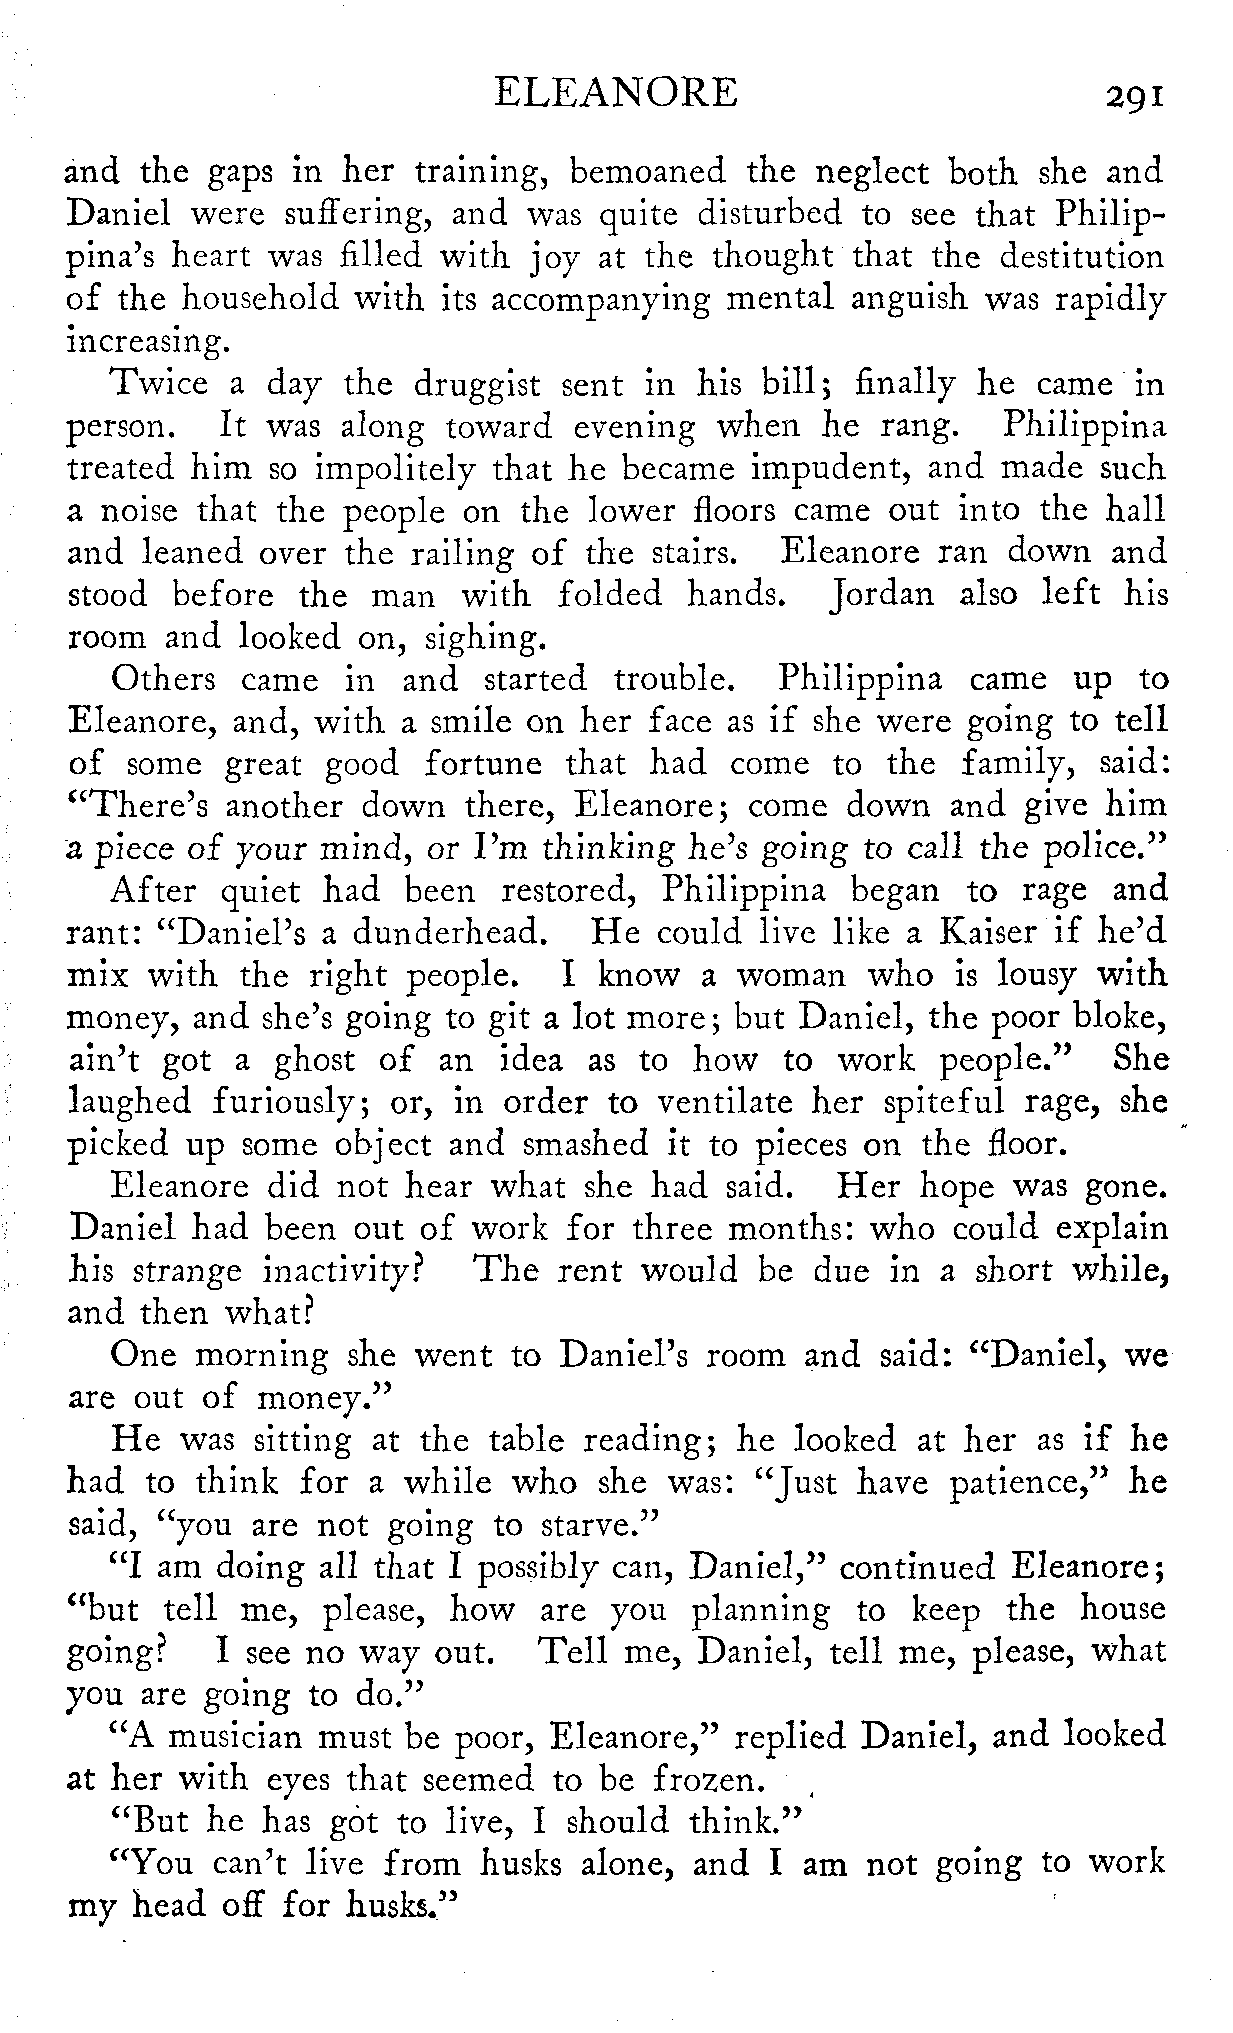 ELEANORE 291
and the gaps in her training, bemoaned the neglect both she and
Daniel were suffering, and was quite disturbed to see that Philip-
pina's heart was filled with joy at the thought that the destitution
of the household with its accompanying mental anguish was rapidly
increasing.
Twice a day the druggist sent in his bill; finally he came in
person. It was along toward evening when he rang. Philippina
treated him so impolitely that he became impudent, and made such
a noise that the people on the lower floors came out into the hall
and leaned over the railing of the stairs. Eleanore ran down and
stood before the man with folded hands. Jordan also left his
room and looked on, sighing.
Others came in and started trouble. Philippina came up to
Eleanore, and, with a smile on her face as if she were going to tell
of some great good fortune that had come to the family, said:
“There's another down there, Eleanore; come down and give him
a piece of your mind, or I'm thinking he's going to call the police.”
After quiet had been restored, Philippina began to rage and
rant: “Daniel's a dunderhead. He could live like a Kaiser if he'd
mix with the right people. I know a woman who is lousy with
money, and she's going to git a lot more; but Daniel, the poor bloke,
ain't got a ghost of an idea as to how to work people.” She
laughed furiously; or, in order to ventilate her spiteful rage, she
picked up some object and smashed it to pieces on the floor.
Eleanore did not hear what she had said. Her hope was gone.
Daniel had been out of work for three months: who could explain
his strange inactivity? The rent would be due in a short while,
and then what?
One morning she went to Daniel's room and said: “Daniel, we
are out of money.”
He was sitting at the table reading; he looked at her as if he
had to think for a while who she was: “Just have patience,” he
said, “you are not going to starve.”
“I am doing all that I possibly can, Daniel,” continued Eleanore;
“but tell me, please, how are you planning to keep the house
going? I see no way out. Tell me, Daniel, tell me, please, what
you are going to do.”
“A musician must be poor, Eleanore,” replied Daniel, and looked
at her with eyes that seemed to be frozen.
“But he has got to live, I should think.”
“You can't live from husks alone, and I am not going to work
my head off for husks.”